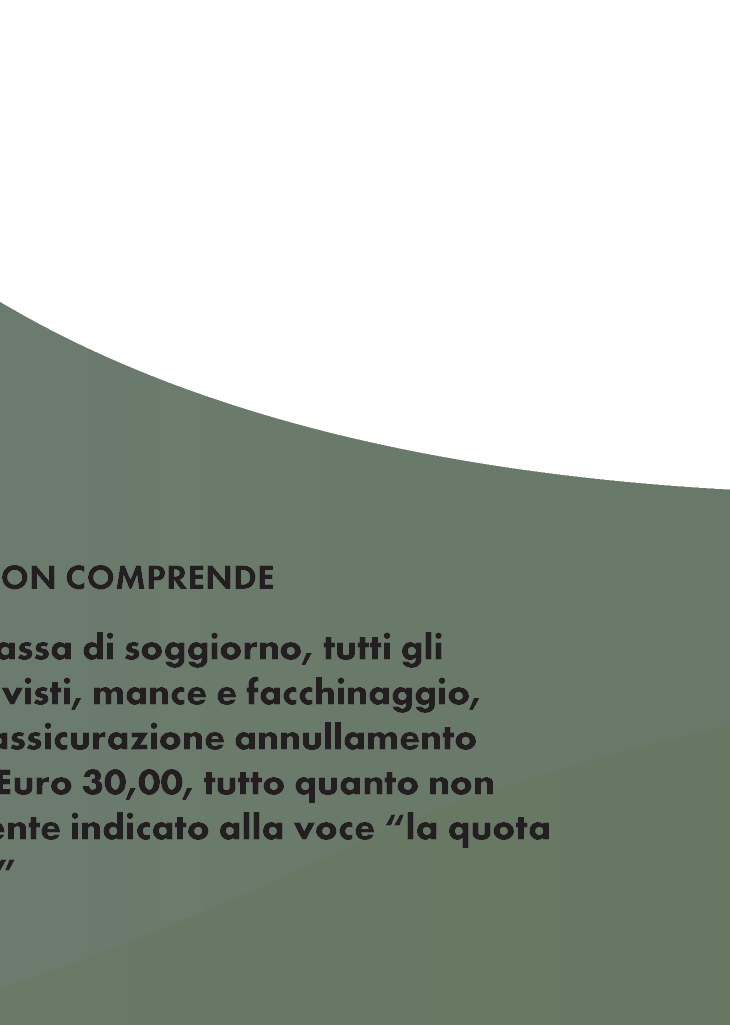 ON COMPRENDE
assa di soggiorno, tutti gli
visti, mance e facchinaggio,
assicurazione annullamento
Euro 30,00, tutto quanto non
ente indicato alla voce “la quota
”